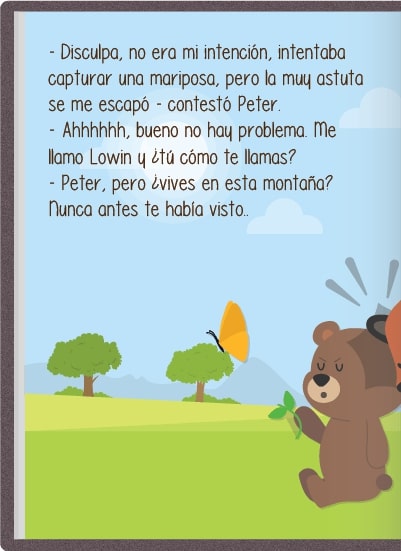 - Disculpa, no era mi intención, intentaba
capturar una mariposa, pero la muy astuta
se me escapó - contestó Peter.
- Ahhhhhh, bueno no hay problema. Me
llamo Lowin y ¿tú cómo te llamas?
- Peter, pero ¿vives en esta montaña?
Nunca antes te había visto..